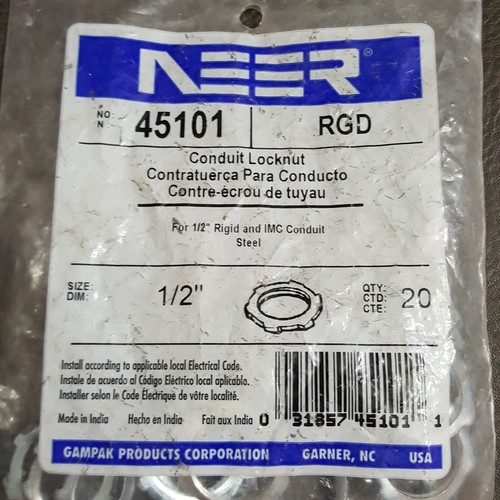 NEER®
NO N 45101 RGD
Conduit Locknut
Contratuerça Para Conducto
Contre-écrou de tuyau
For 1/2" Rigid and IMC Conduit
Steel
SIZE: DIM: 1/2" QTY: CTD: CTE: 20
Install according to applicable local Electrical Code.
Instale de acuerdo al Código Eléctrico local aplicable.
Installer selon le Code Électrique de vôtre localité.
Made in India Hecho en India Fait aux India 0 31857 45101 1
GAMPAK PRODUCTS CORPORATION GARNER, NC USA